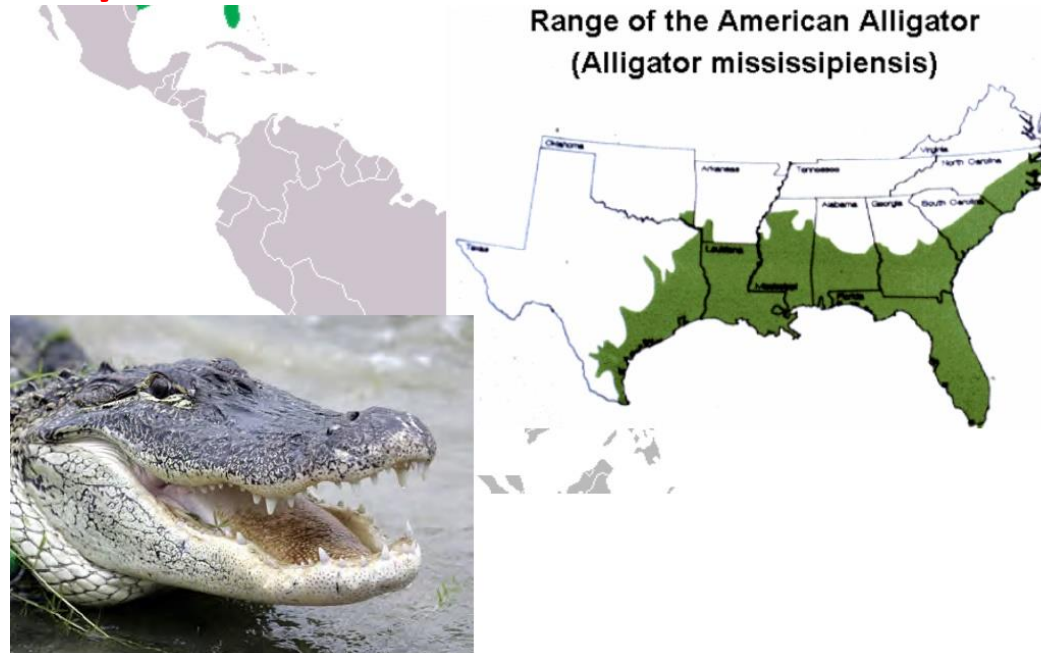 Range of the American Alligator
(Alligator mississipiensis)
Oklahoma
Virginia
Arkansas
Tennessee
North Carolina
Alabama
Georgia
South Carolina
Texas
Louisiana
Mississippi
Florida